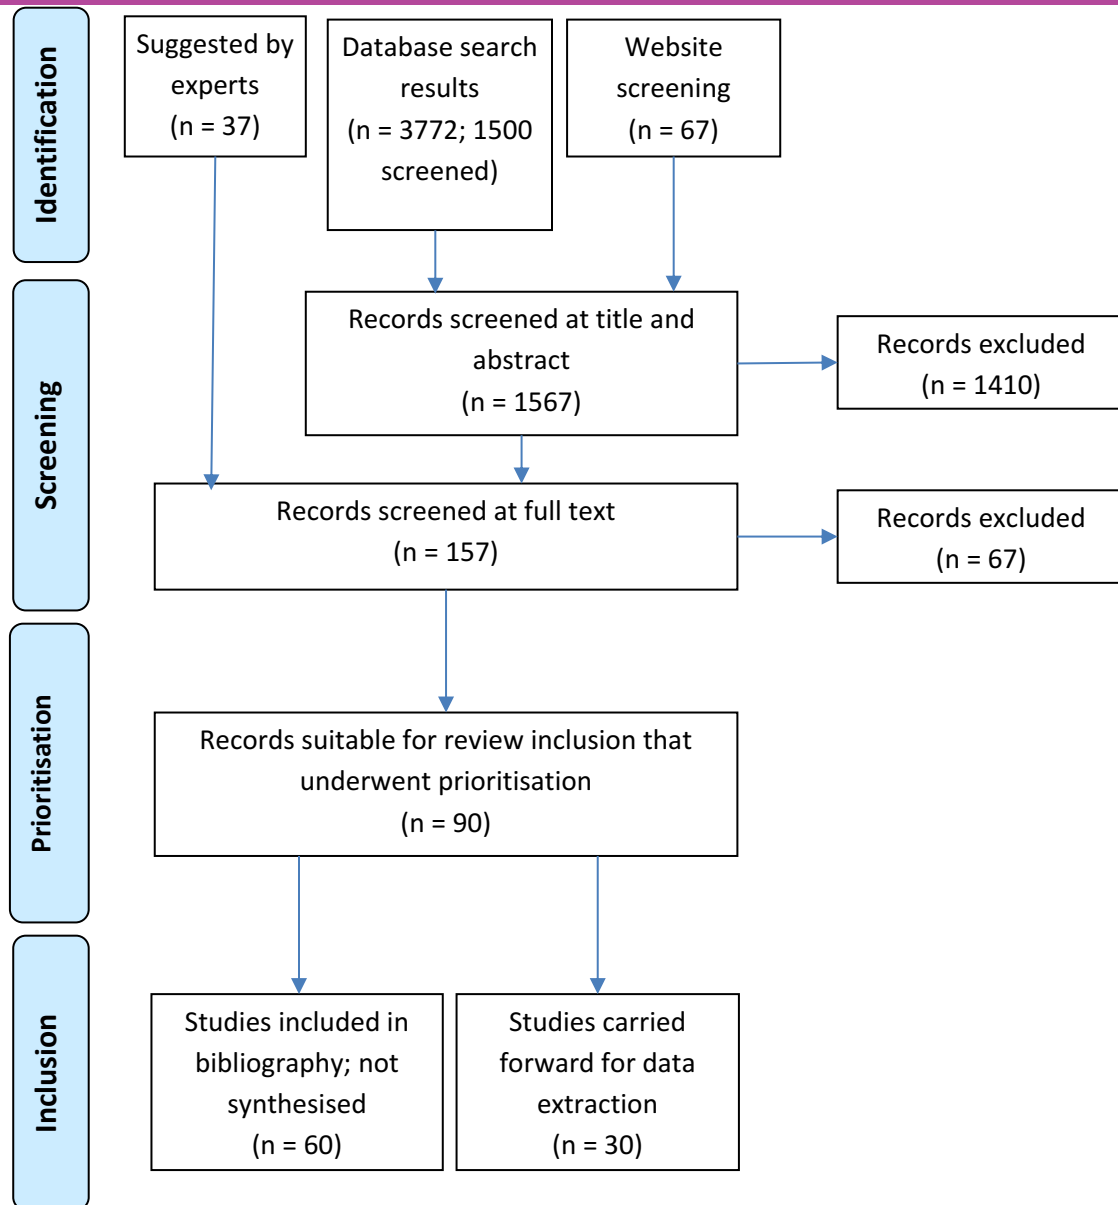 Identification
Suggested by
experts
(n = 37)
Database search
results
(n = 3772; 1500
screened)
Website
screening
(n = 67)
Screening
Records screened at title and
abstract
(n = 1567)
Records excluded
(n = 1410)
Records screened at full text
(n = 157)
Records excluded
(n = 67)
Prioritisation
Records suitable for review inclusion that
underwent prioritisation
(n = 90)
Inclusion
Studies included in
bibliography; not
synthesised
(n = 60)
Studies carried
forward for data
extraction
(n = 30)